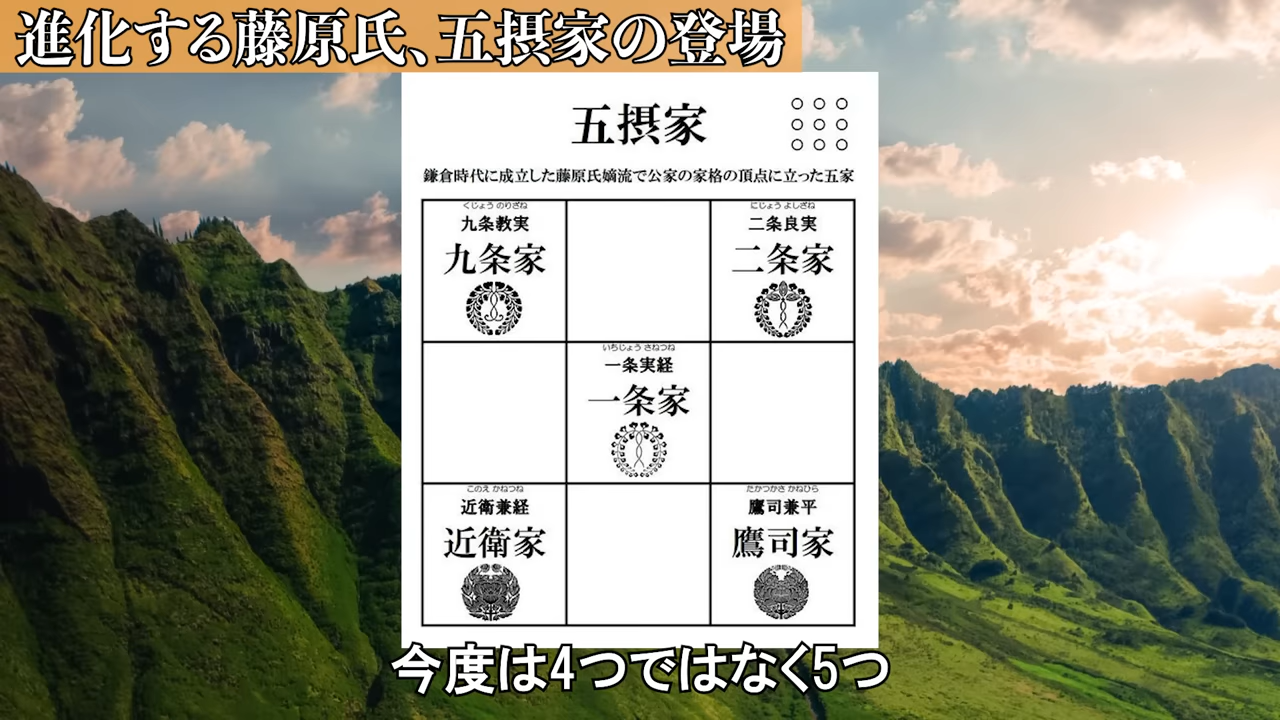 進化する藤原氏、五摂家の登場
五摂家
鎌倉時代に成立した藤原氏嫡流で公家の家格の頂点に立った五家
くじょう のりざね
九条教実
九条家
にじょう よしざね
二条良実
二条家
いちじょう さねつね
一条実経
一条家
このえ かねつね
近衛兼経
近衛家
たかつかさ かねひら
鷹司兼平
鷹司家
今度は4つではなく5つ